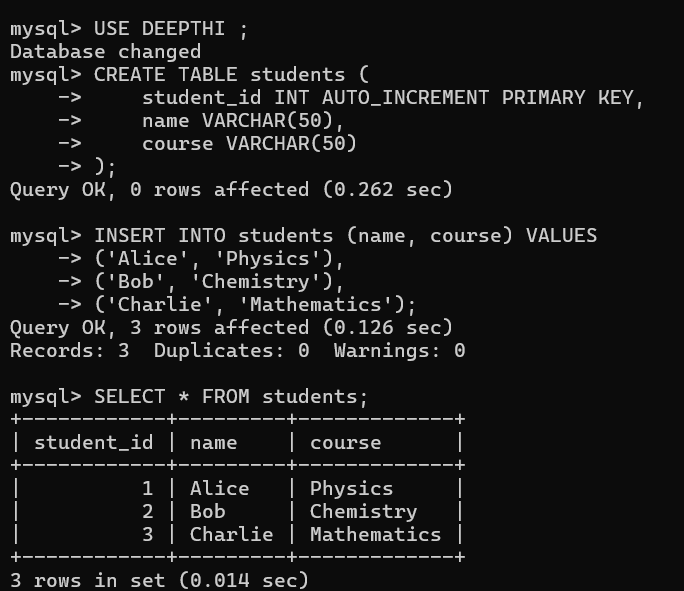 mysql> USE DEEPTHI ;
Database changed
mysql> CREATE TABLE students (
    ->     student_id INT AUTO_INCREMENT PRIMARY KEY,
    ->     name VARCHAR(50),
    ->     course VARCHAR(50)
    -> );
Query OK, 0 rows affected (0.262 sec)

mysql> INSERT INTO students (name, course) VALUES
    -> ('Alice', 'Physics'),
    -> ('Bob', 'Chemistry'),
    -> ('Charlie', 'Mathematics');
Query OK, 3 rows affected (0.126 sec)
Records: 3  Duplicates: 0  Warnings: 0

mysql> SELECT * FROM students;
+------------+---------+-------------+
| student_id | name    | course      |
+------------+---------+-------------+
|          1 | Alice   | Physics     |
|          2 | Bob     | Chemistry   |
|          3 | Charlie | Mathematics |
+------------+---------+-------------+
3 rows in set (0.014 sec)